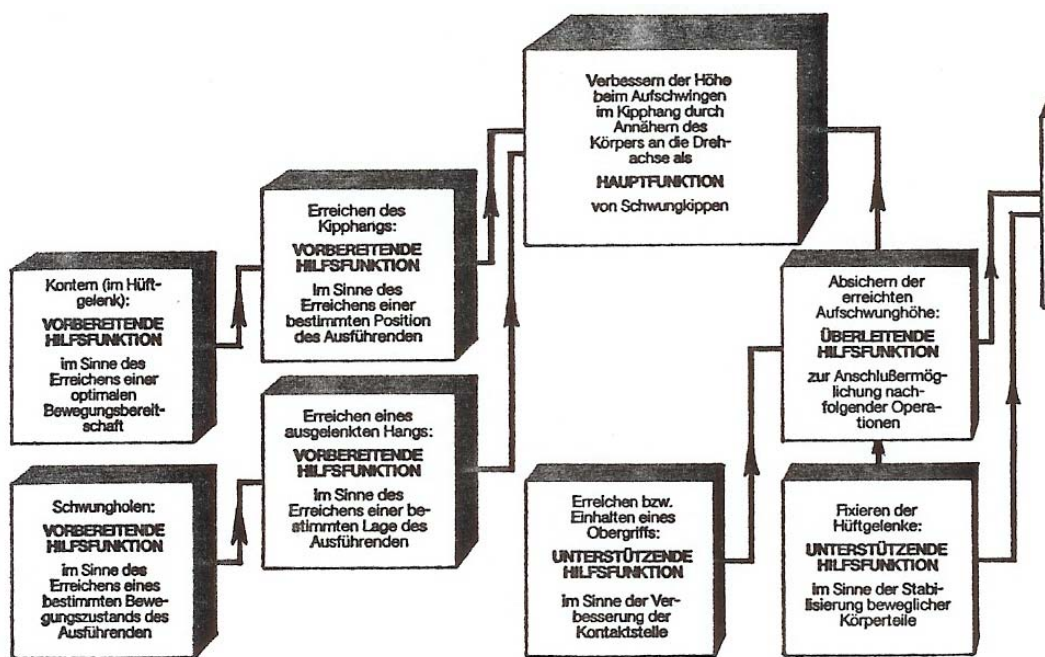 Verbessern der Höhe
beim Aufschwingen
im Kipphang durch
Annähern des
Körpers an die Dreh-
achse als
HAUPTFUNKTION
von Schwungkippen
Erreichen des
Kipphangs:
VORBEREITENDE
HILFSFUNKTION
im Sinne des
Erreichens einer
bestimmten Position
des Ausführenden
Kontern (im Hüft-
gelenk):
VORBEREITENDE
HILFSFUNKTION
im Sinne des
Erreichens einer
optimalen
Bewegungsbereit-
schaft
Absichern der
erreichten
Aufschwunghöhe:
ÜBERLEITENDE
HILFSFUNKTION
zur Anschlußermög-
lichung nach-
folgender Opera-
tionen
Erreichen eines
ausgelenkten Hangs:
VORBEREITENDE
HILFSFUNKTION
im Sinne des
Erreichens einer be-
stimmten Lage des
Ausführenden
Schwungholen:
VORBEREITENDE
HILFSFUNKTION
im Sinne des
Erreichens eines
bestimmten Bewe-
gungszustands des
Ausführenden
Erreichen bzw.
Einhalten eines
Obergriffs:
UNTERSTÜTZENDE
HILFSFUNKTION
im Sinne der Ver-
besserung der
Kontaktstelle
Fixieren der
Hüftgelenke:
UNTERSTÜTZENDE
HILFSFUNKTION
im Sinne der Stabi-
lisierung beweglicher
Körperteile